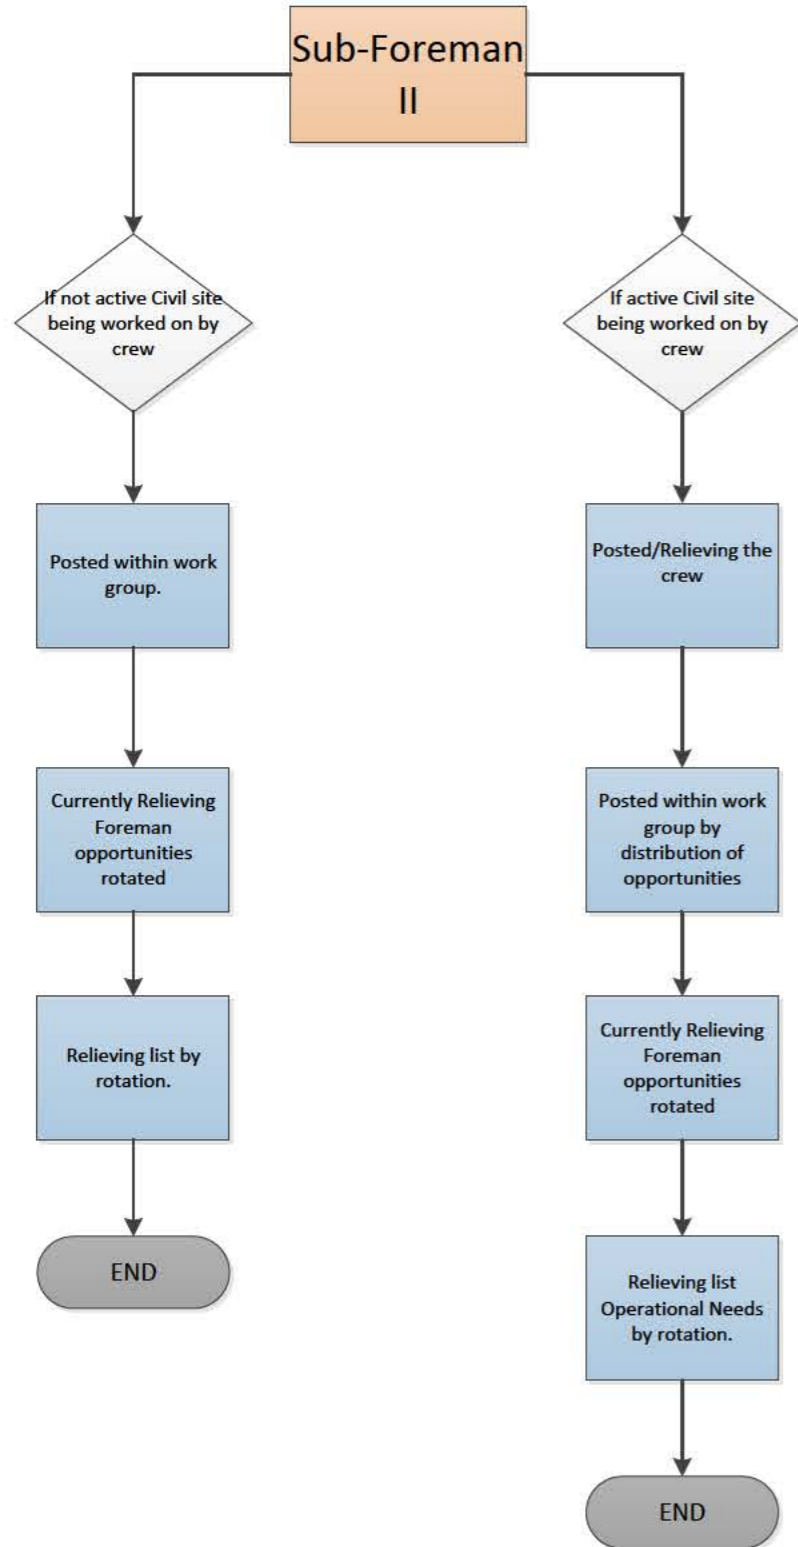 Sub-Foreman
II
If not active Civil site
being worked on by
crew
Posted within work
group.
Currently Relieving
Foreman
opportunities
rotated
Relieving list by
rotation.
END
If active Civil site
being worked on by
crew
Posted/Relieving the
crew
Posted within work
group by
distribution of
opportunities
Currently Relieving
Foreman
opportunities
rotated
Relieving list
Operational Needs
by rotation.
END